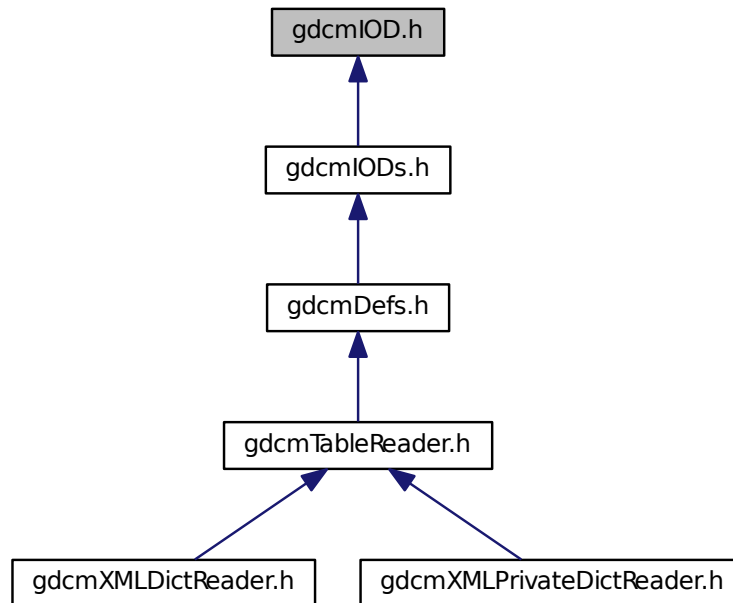 gdcmIOD.h
gdcmIODs.h
gdcmDefs.h
gdcmTableReader.h
gdcmXMLDictReader.h
gdcmXMLPrivateDictReader.h